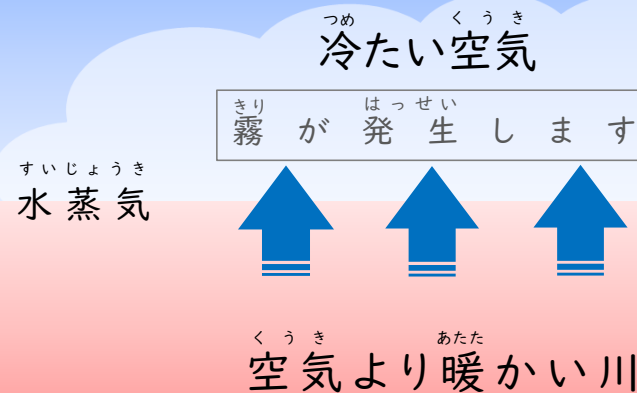 つめ くうき
冷たい空気
きり はっせい
霧が発生します
すいじょうき
水蒸気
くうき あたた
空気より暖かい川